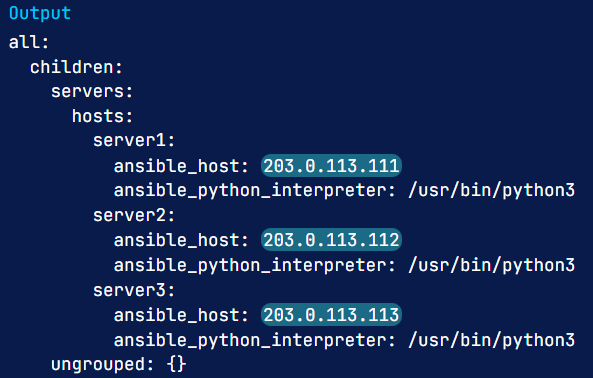 Output
all:
  children:
    servers:
      hosts:
        server1:
          ansible_host: 203.0.113.111
          ansible_python_interpreter: /usr/bin/python3
        server2:
          ansible_host: 203.0.113.112
          ansible_python_interpreter: /usr/bin/python3
        server3:
          ansible_host: 203.0.113.113
          ansible_python_interpreter: /usr/bin/python3
    ungrouped: {}